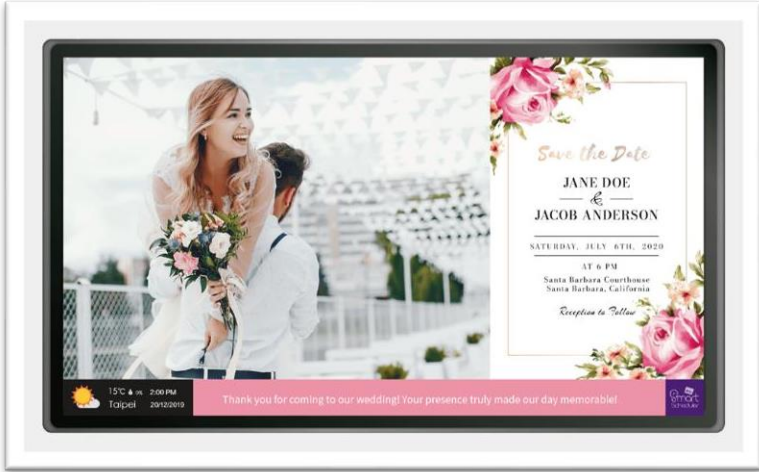 Save the Date
JANE DOE
&
JACOB ANDERSON
SATURDAY, JULY 6TH, 2020
AT 6 PM
Santa Barbara Courthouse
Santa Barbara, California
Reception to Follow
15°C 0%
2:00 PM
Taipei
20/12/2019
Thank you for coming to our wedding! Your presence truly made our day memorable!
Smart
Scheduler